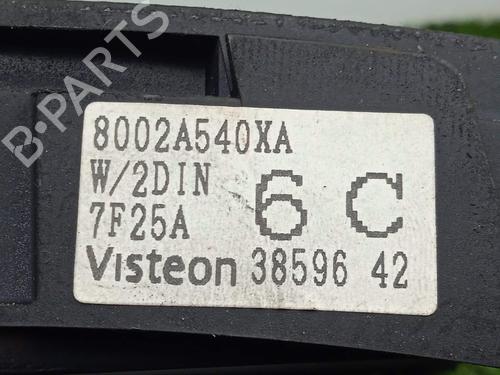 8002A540XA
W/2DIN
7F25A
6 C
Visteon 38596 42
B-PARTS